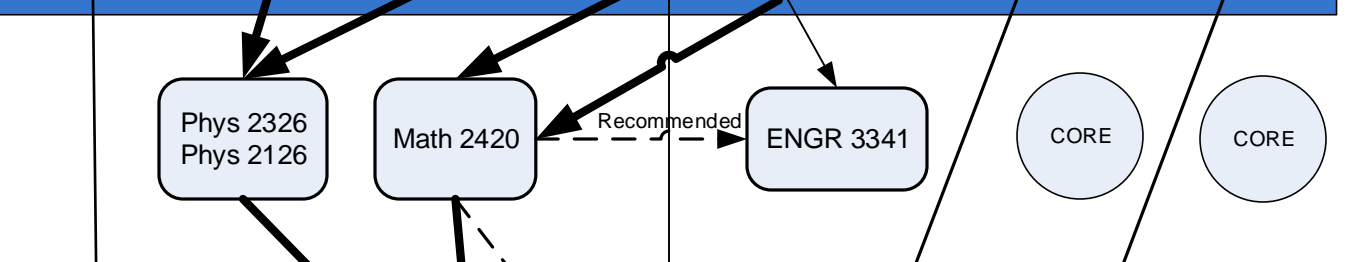 Phys 2326
Phys 2126
Math 2420
Recommended
ENGR 3341
CORE
CORE